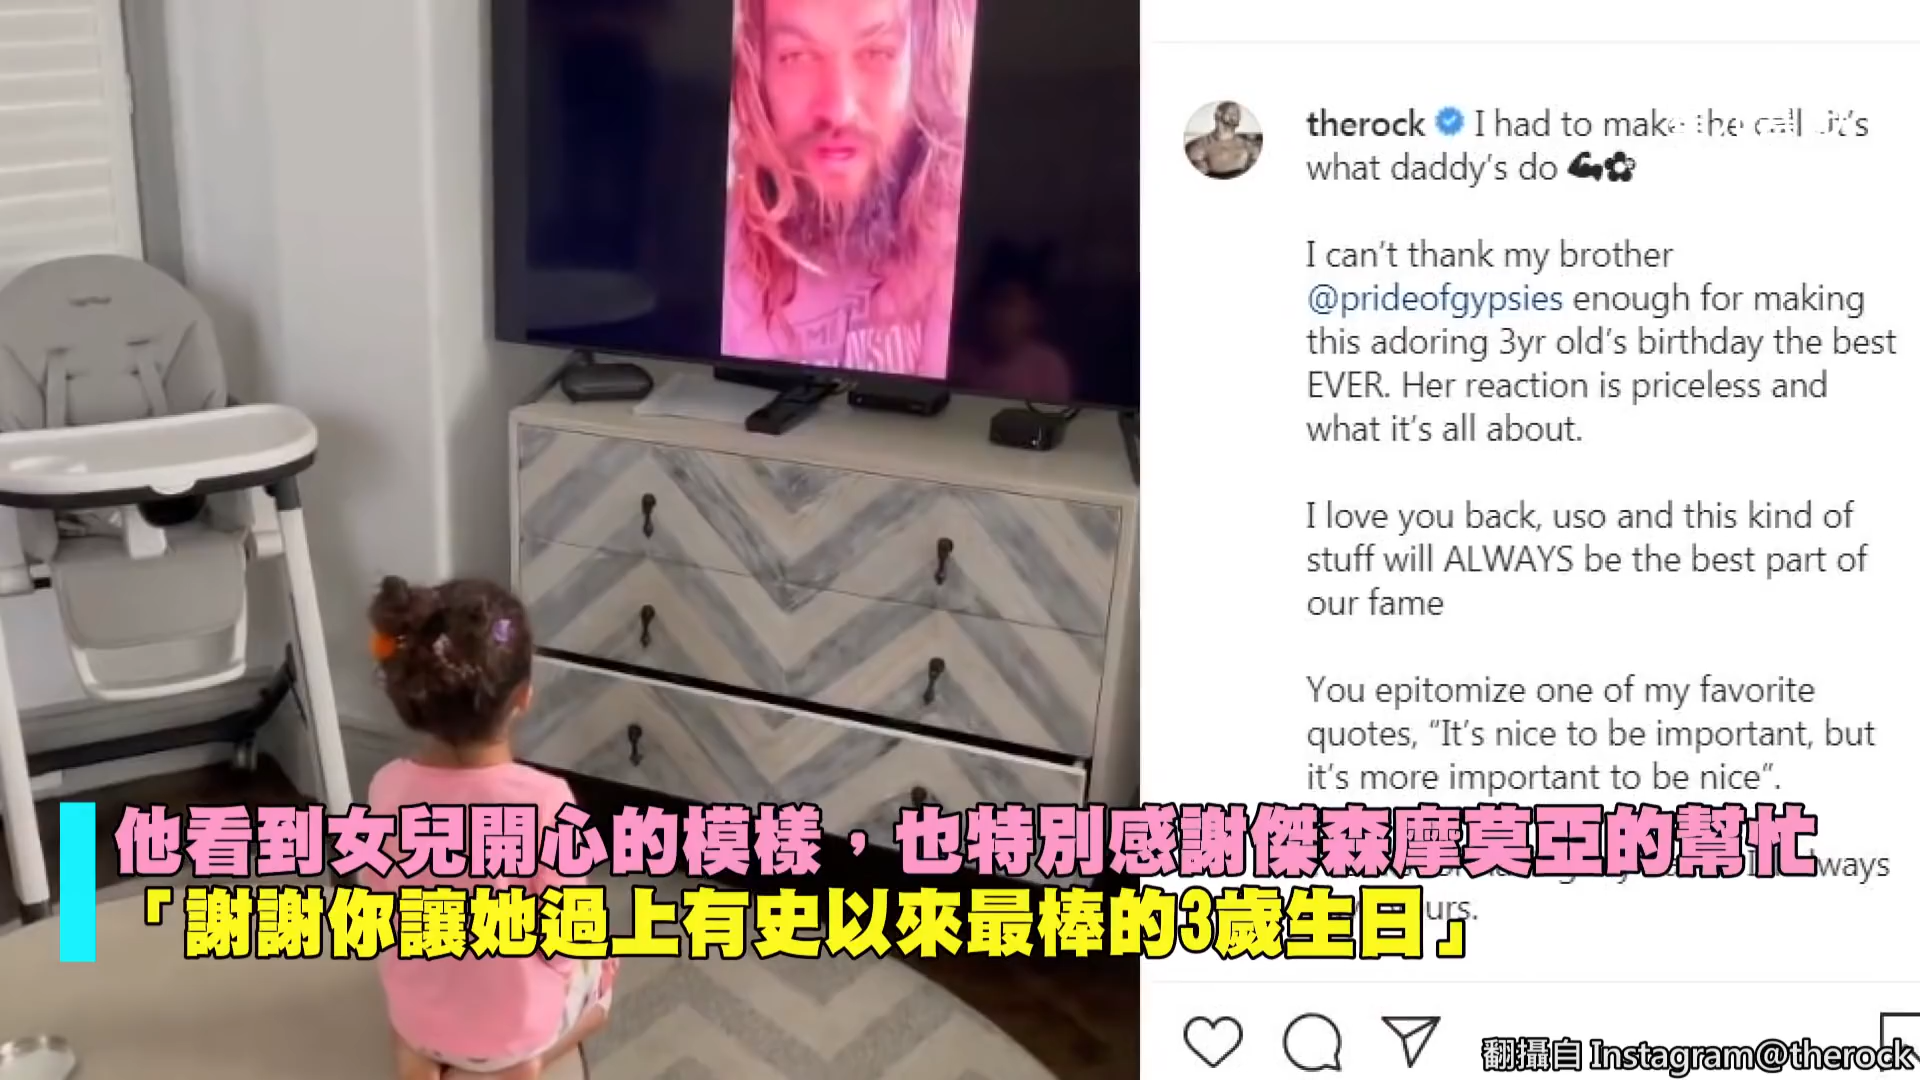 therock I had to make the call it's
what daddy's do 💪🌺
I can't thank my brother
@prideofgypsies enough for making
this adoring 3yr old's birthday the best
EVER. Her reaction is priceless and
what it's all about.
I love you back, uso and this kind of
stuff will ALWAYS be the best part of
our fame
You epitomize one of my favorite
quotes, “It's nice to be important, but
it's more important to be nice”.
他看到女兒開心的模樣，也特別感謝傑森摩莫亞的幫忙
always
「謝謝你讓她過上有史以來最棒的3歲生日」
urs.
翻攝自 Instagram@therock